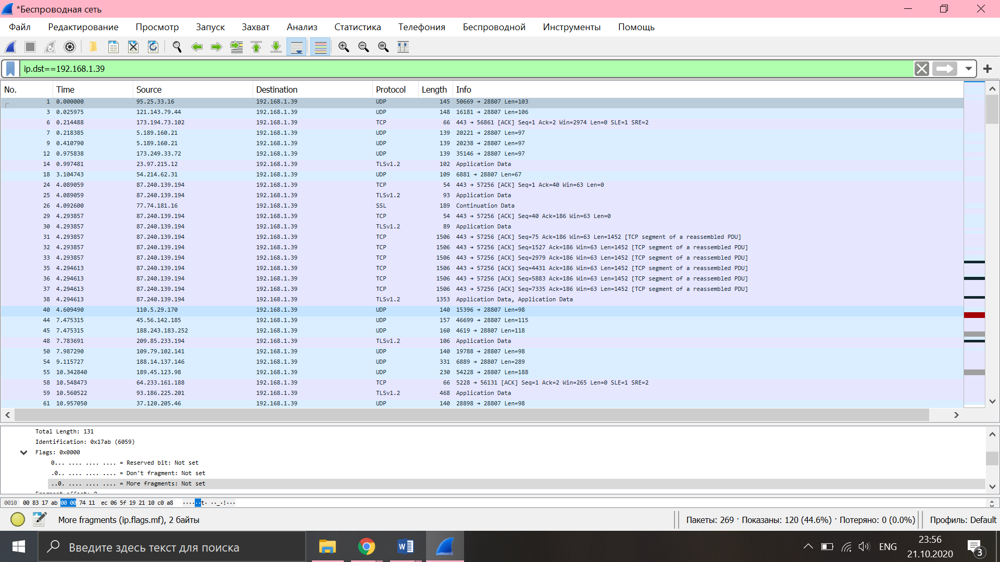 *Беспроводная сеть
Файл Редактирование Просмотр Запуск Захват Анализ Статистика Телефония Беспроводной Инструменты Помощь
ip.dst==192.168.1.39
No. Time Source Destination Protocol Length Info
1 0.000000 95.25.33.16 192.168.1.39 UDP 145 50669 → 28807 Len=103
3 0.025975 121.143.79.44 192.168.1.39 UDP 148 16181 → 28807 Len=106
6 0.214488 173.194.73.102 192.168.1.39 TCP 66 443 → 56861 [ACK] Seq=1 Ack=2 Win=2974 Len=0 SLE=1 SRE=2
7 0.218385 5.189.160.21 192.168.1.39 UDP 139 20221 → 28807 Len=97
9 0.410790 5.189.160.21 192.168.1.39 UDP 139 20238 → 28807 Len=97
12 0.975838 173.249.33.72 192.168.1.39 UDP 139 35146 → 28807 Len=97
14 0.997481 23.97.215.12 192.168.1.39 TLSv1.2 102 Application Data
18 3.104743 54.214.62.31 192.168.1.39 UDP 109 6881 → 28807 Len=67
24 4.089059 87.240.139.194 192.168.1.39 TCP 54 443 → 57256 [ACK] Seq=1 Ack=40 Win=63 Len=0
25 4.089059 87.240.139.194 192.168.1.39 TLSv1.2 93 Application Data
26 4.092600 77.74.181.16 192.168.1.39 SSL 189 Continuation Data
29 4.293857 87.240.139.194 192.168.1.39 TCP 54 443 → 57256 [ACK] Seq=40 Ack=186 Win=63 Len=0
30 4.293857 87.240.139.194 192.168.1.39 TLSv1.2 89 Application Data
31 4.293857 87.240.139.194 192.168.1.39 TCP 1506 443 → 57256 [ACK] Seq=75 Ack=186 Win=63 Len=1452 [TCP segment of a reassembled PDU]
32 4.293857 87.240.139.194 192.168.1.39 TCP 1506 443 → 57256 [ACK] Seq=1527 Ack=186 Win=63 Len=1452 [TCP segment of a reassembled PDU]
33 4.293857 87.240.139.194 192.168.1.39 TCP 1506 443 → 57256 [ACK] Seq=2979 Ack=186 Win=63 Len=1452 [TCP segment of a reassembled PDU]
35 4.294613 87.240.139.194 192.168.1.39 TCP 1506 443 → 57256 [ACK] Seq=4431 Ack=186 Win=63 Len=1452 [TCP segment of a reassembled PDU]
36 4.294613 87.240.139.194 192.168.1.39 TCP 1506 443 → 57256 [ACK] Seq=5883 Ack=186 Win=63 Len=1452 [TCP segment of a reassembled PDU]
37 4.294613 87.240.139.194 192.168.1.39 TCP 1506 443 → 57256 [ACK] Seq=7335 Ack=186 Win=63 Len=1452 [TCP segment of a reassembled PDU]
38 4.294613 87.240.139.194 192.168.1.39 TLSv1.2 1353 Application Data, Application Data
40 4.609490 110.5.29.170 192.168.1.39 UDP 140 15396 → 28807 Len=98
44 7.475315 45.56.142.185 192.168.1.39 UDP 157 46699 → 28807 Len=115
45 7.475315 188.243.183.252 192.168.1.39 UDP 160 4619 → 28807 Len=118
48 7.783691 209.85.233.194 192.168.1.39 TLSv1.2 106 Application Data
50 7.987290 109.79.102.141 192.168.1.39 UDP 140 19788 → 28807 Len=98
54 9.115727 188.14.137.146 192.168.1.39 UDP 331 6889 → 28807 Len=289
55 10.342840 189.45.123.98 192.168.1.39 UDP 230 54228 → 28807 Len=188
58 10.548473 64.233.161.188 192.168.1.39 TCP 66 5228 → 56131 [ACK] Seq=1 Ack=2 Win=265 Len=0 SLE=1 SRE=2
59 10.560522 93.186.225.201 192.168.1.39 TLSv1.2 468 Application Data
61 10.957050 37.120.205.46 192.168.1.39 UDP 140 28898 → 28807 Len=98
Total Length: 131
Identification: 0x17ab (6059)
Flags: 0x0000
0... .... .... .... = Reserved bit: Not set
.0.. .... .... .... = Don't fragment: Not set
..0. .... .... .... = More fragments: Not set
0010 00 83 17 ab 00 00 74 11 ec 06 5f 19 21 10 c0 a8 ······t· ··_·!···
More fragments (ip.flags.mf), 2 байты
Пакеты: 269 · Показаны: 120 (44.6%) · Потеряно: 0 (0.0%)
Профиль: Default
Введите здесь текст для поиска
ENG
23:56
21.10.2020
3